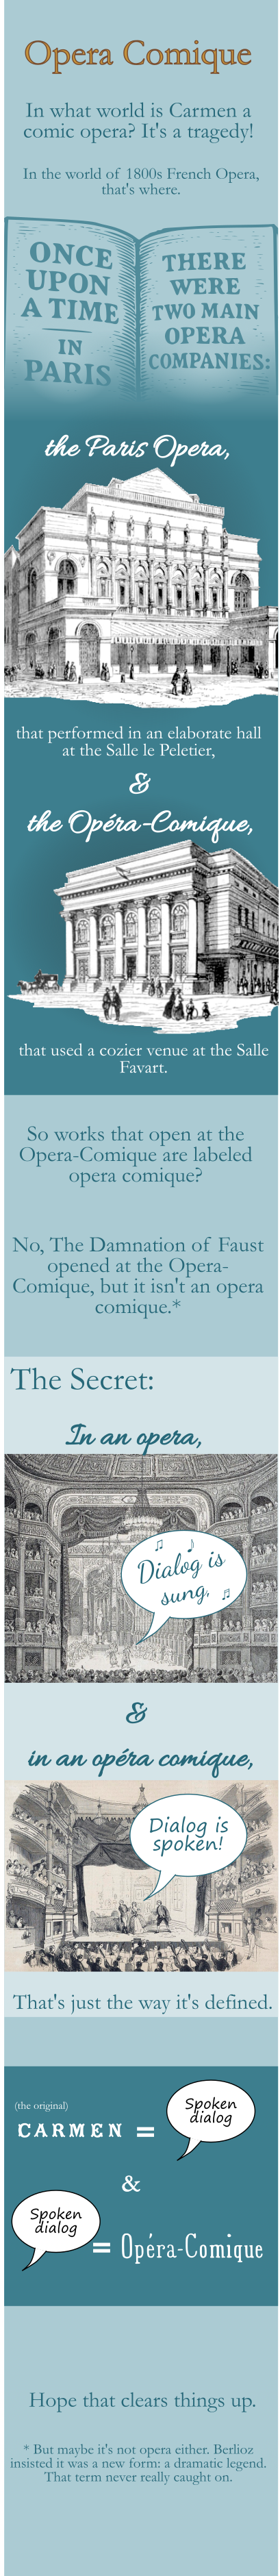 Opera Comique
In what world is Carmen a
comic opera? It's a tragedy!
In the world of 1800s French Opera,
that's where.
ONCE
UPON
A TIME
IN
PARIS
THERE
WERE
TWO MAIN
OPERA
COMPANIES:
the Paris Opera,
that performed in an elaborate hall
at the Salle le Peletier,
&
the Opéra-Comique,
that used a cozier venue at the Salle
Favart.
So works that open at the
Opera-Comique are labeled
opera comique?
No, The Damnation of Faust
opened at the Opera-
Comique, but it isn't an opera
comique.*
The Secret:
In an opera,
Dialog is
sung,
&
in an opéra comique,
Dialog is
spoken!
That's just the way it's defined.
(the original)
CARMEN =
Spoken
dialog
&
Spoken
dialog
= Opéra-Comique
Hope that clears things up.
* But maybe it's not opera either. Berlioz
insisted it was a new form: a dramatic legend.
That term never really caught on.